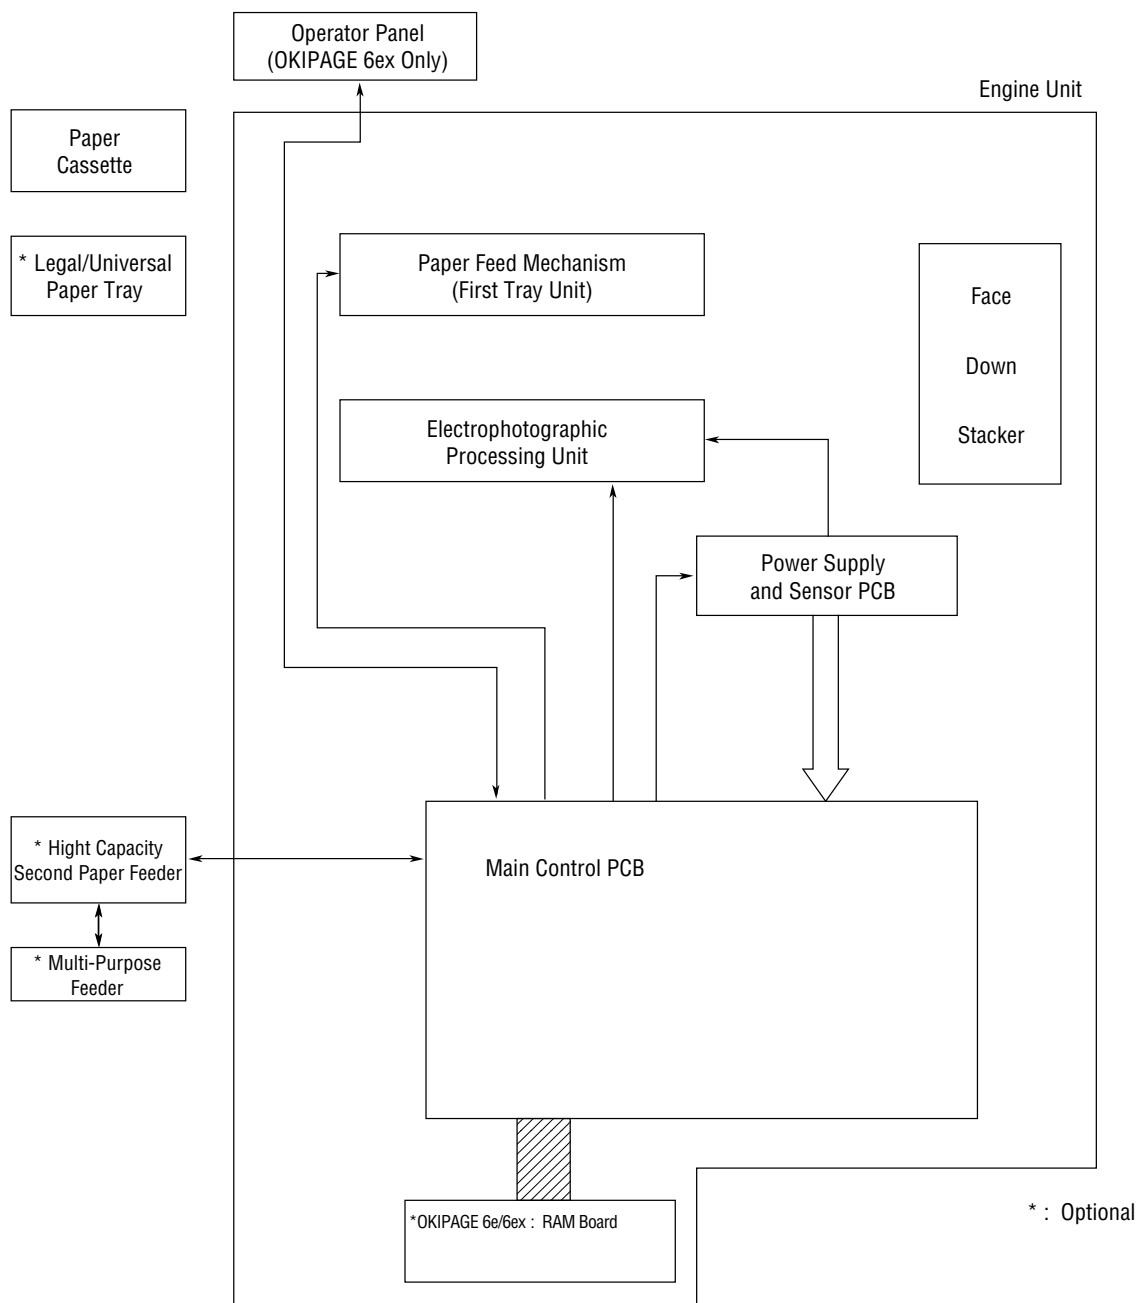 Operator Panel
(OKIPAGE 6ex Only)
Engine Unit
Paper
Cassette
* Legal/Universal
Paper Tray
Paper Feed Mechanism
(First Tray Unit)
Face
Down
Stacker
Electrophotographic
Processing Unit
Power Supply
and Sensor PCB
* Hight Capacity
Second Paper Feeder
Main Control PCB
* Multi-Purpose
Feeder
*OKIPAGE 6e/6ex : RAM Board
* : Optional